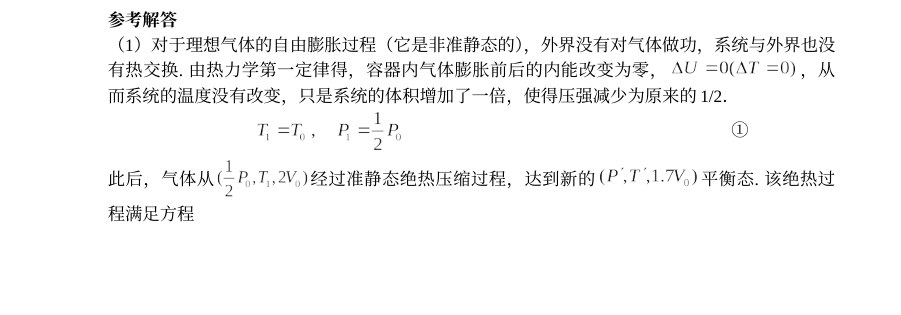 参考解答
（1）对于理想气体的自由膨胀过程（它是非准静态的），外界没有对气体做功，系统与外界也没
有热交换. 由热力学第一定律得，容器内气体膨胀前后的内能改变为零， ΔU=0(ΔT=0) ，从
而系统的温度没有改变，只是系统的体积增加了一倍，使得压强减少为原来的 1/2.
T₁=T₀ ， P₁=1/2 P₀ ①
此后，气体从(1/2 P₀,T₁,2V₀)经过准静态绝热压缩过程，达到新的(P′,T′,1.7V₀)平衡态. 该绝热过
程满足方程